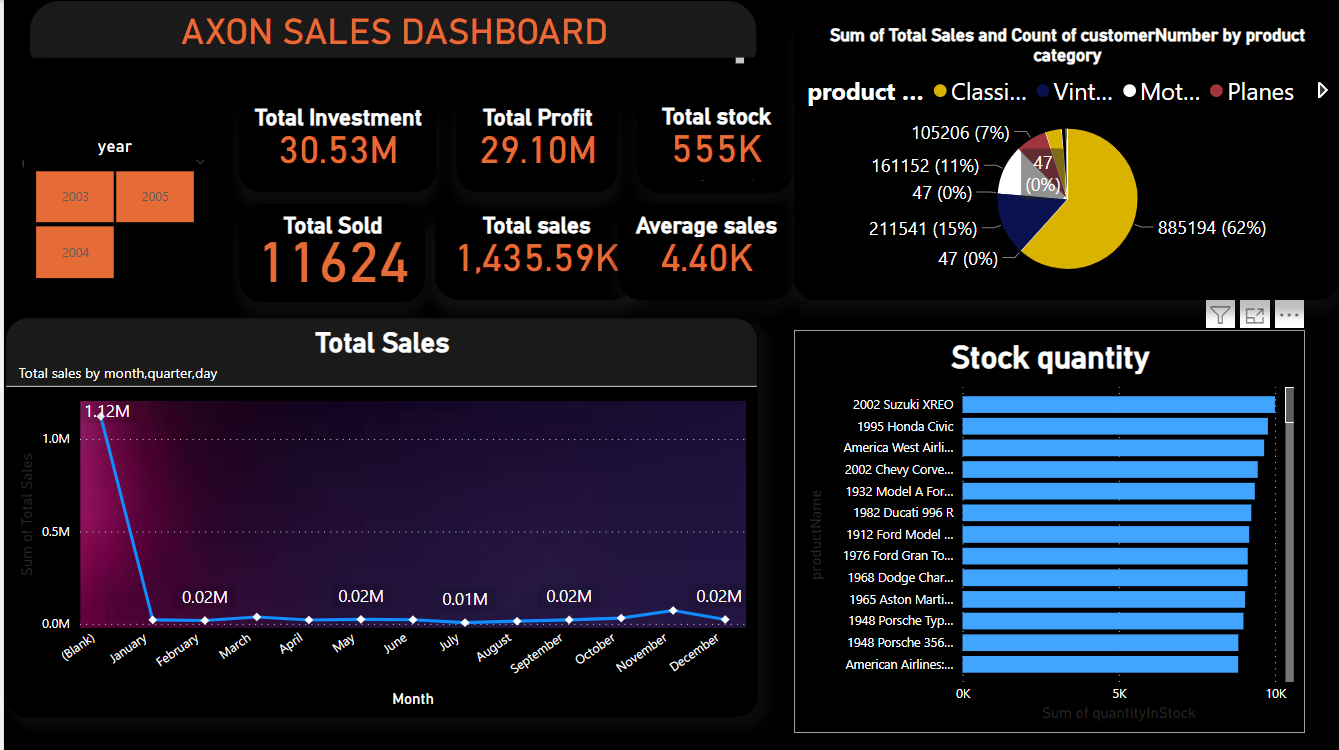 AXON SALES DASHBOARD
year
2003
2005
2004
Total Investment
30.53M
Total Profit
29.10M
Total stock
555K
Total Sold
11624
Total sales
1,435.59K
Average sales
4.40K
Sum of Total Sales and Count of customerNumber by product
category
product ...
Classi...
Vint...
Mot...
Planes
105206 (7%)
161152 (11%)
47 (0%)
211541 (15%)
47 (0%)
47
(0%)
885194 (62%)
Total Sales
Total sales by month,quarter,day
Sum of Total Sales
1.0M
0.5M
0.0M
1.12M
0.02M
0.02M
0.01M
0.02M
0.02M
(Blank)
January
February
March
April
May
June
July
August
September
October
November
December
Month
Stock quantity
productName
2002 Suzuki XREO
1995 Honda Civic
America West Airli...
2002 Chevy Corve...
1932 Model A For...
1982 Ducati 996 R
1912 Ford Model ...
1976 Ford Gran To...
1968 Dodge Char...
1965 Aston Marti...
1948 Porsche Typ...
1948 Porsche 356...
American Airlines:...
0K
5K
10K
Sum of quantityInStock